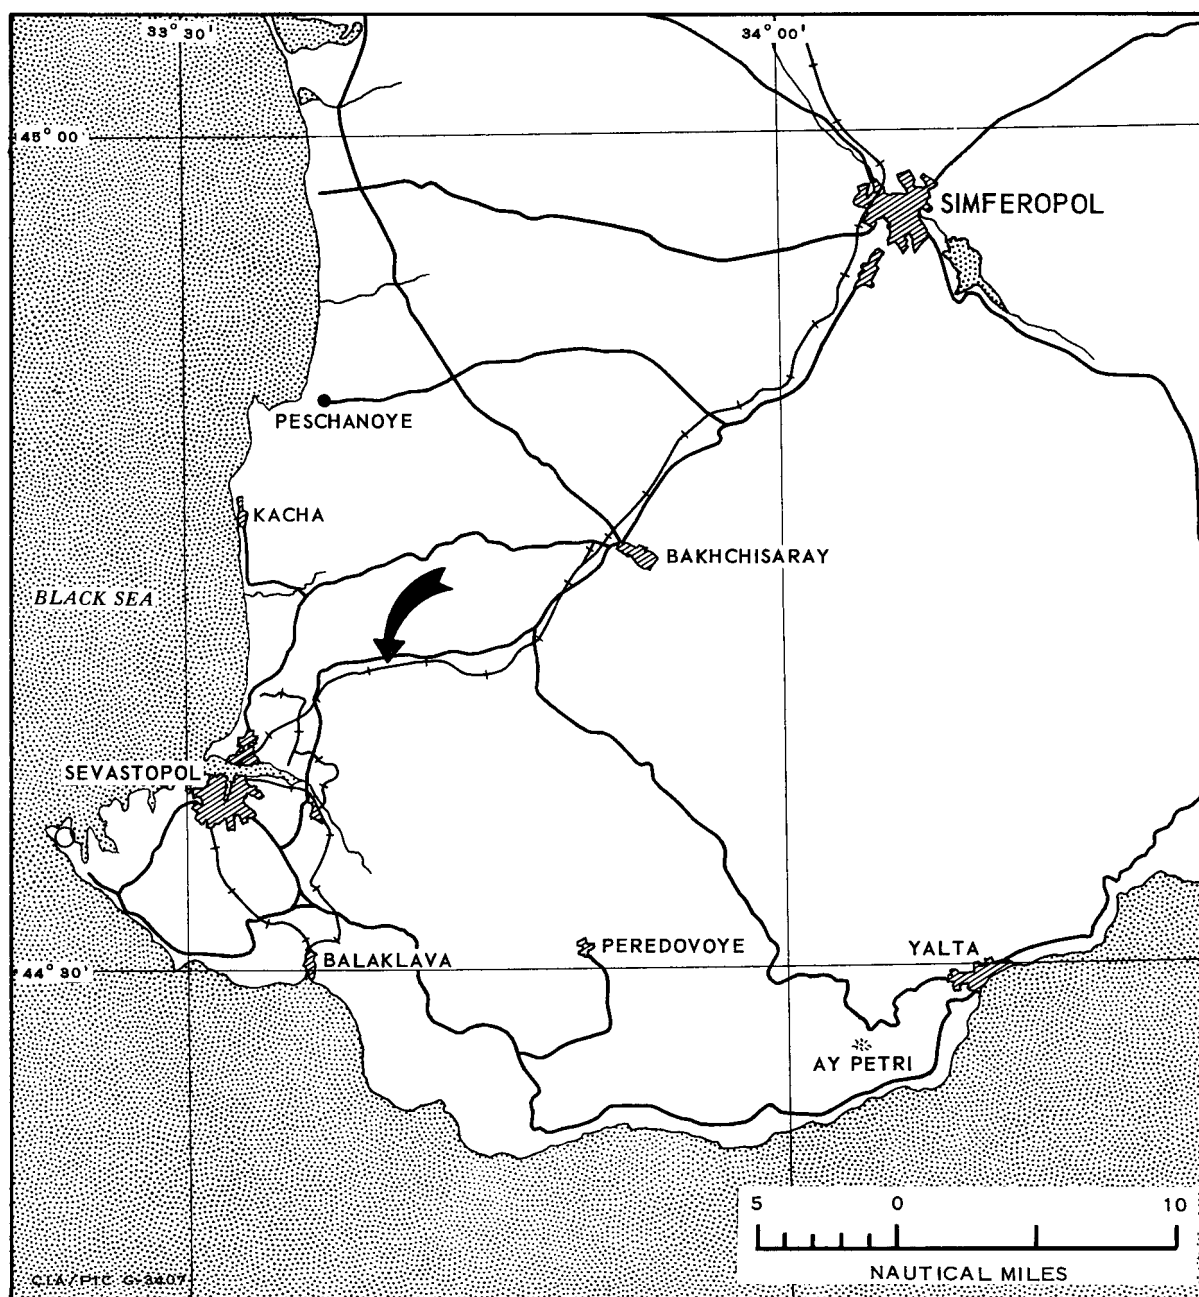 33° 30'
34° 00'
45° 00'
SIMFEROPOL
PESCHANOYE
KACHA
BAKHCHISARAY
BLACK SEA
SEVASTOPOL
PEREDOVOYE
YALTA
BALAKLAVA
44° 30'
AY PETRI
5 0 10
NAUTICAL MILES
CIA/PIC G-3407